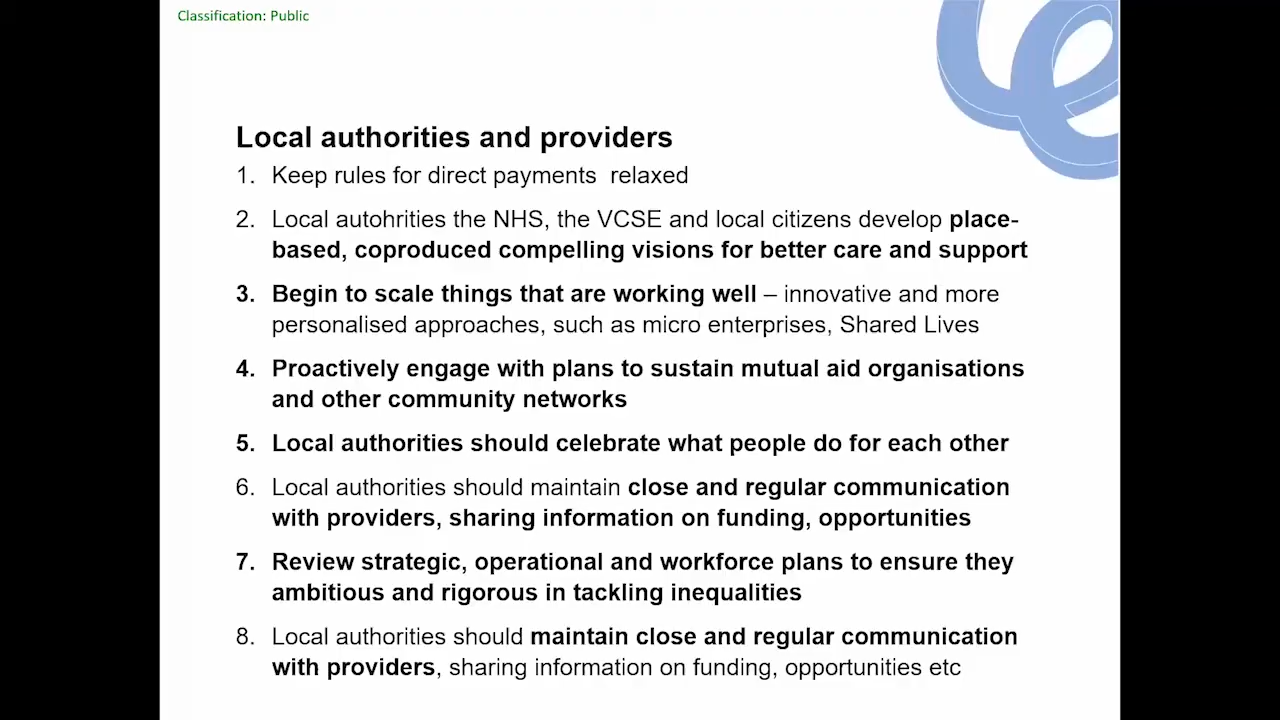 Classification: Public
Local authorities and providers
1. Keep rules for direct payments  relaxed
2. Local autohrities the NHS, the VCSE and local citizens develop place-
based, coproduced compelling visions for better care and support
3. Begin to scale things that are working well – innovative and more
personalised approaches, such as micro enterprises, Shared Lives
4. Proactively engage with plans to sustain mutual aid organisations
and other community networks
5. Local authorities should celebrate what people do for each other
6. Local authorities should maintain close and regular communication
with providers, sharing information on funding, opportunities
7. Review strategic, operational and workforce plans to ensure they
ambitious and rigorous in tackling inequalities
8. Local authorities should maintain close and regular communication
with providers, sharing information on funding, opportunities etc